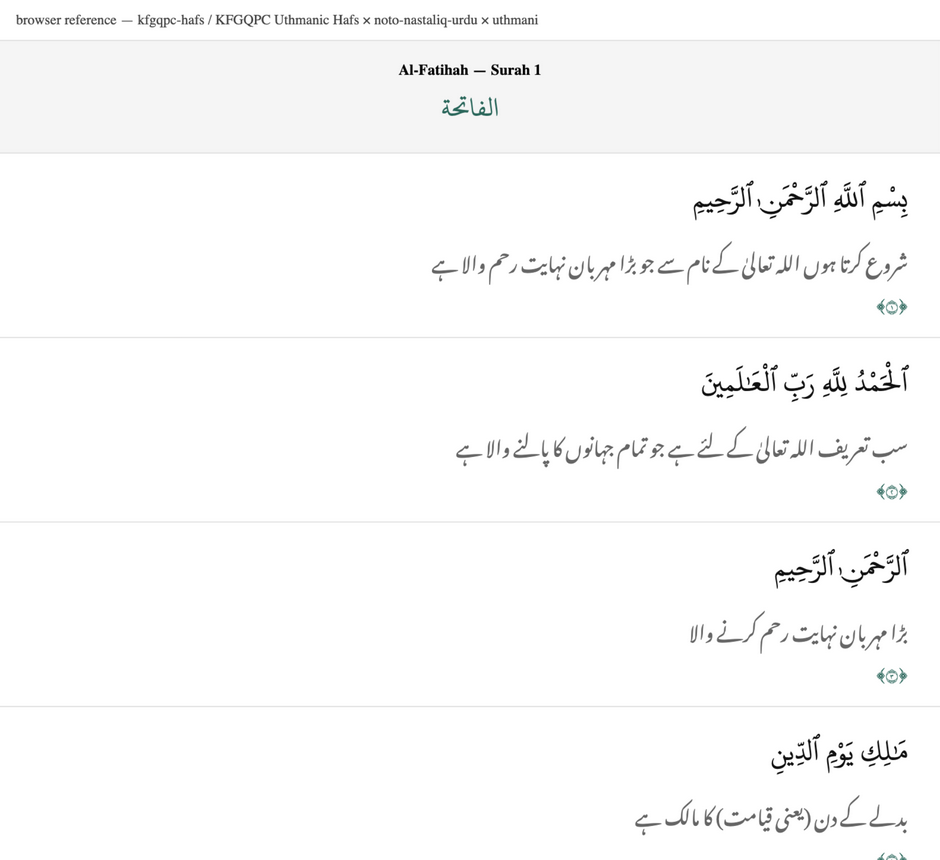 browser reference — kfgqpc-hafs / KFGQPC Uthmanic Hafs × noto-nastaliq-urdu × uthmani
Al-Fatihah — Surah 1
الفاتحة
بِسْمِ ٱللَّهِ ٱلرَّحْمَـٰنِ ٱلرَّحِيمِ
شروع کرتا ہوں اللہ تعالیٰ کے نام سے جو بڑا مہربان نہایت رحم والا ہے
﴿١﴾
ٱلْحَمْدُ لِلَّهِ رَبِّ ٱلْعَـٰلَمِينَ
سب تعریف اللہ تعالیٰ کے لئے ہے جو تمام جہانوں کا پالنے والا ہے
﴿٢﴾
ٱلرَّحْمَـٰنِ ٱلرَّحِيمِ
بڑا مہربان نہایت رحم کرنے والا
﴿٣﴾
مَـٰلِكِ يَوْمِ ٱلدِّينِ
بدلے کے دن (یعنی قیامت) کا مالک ہے